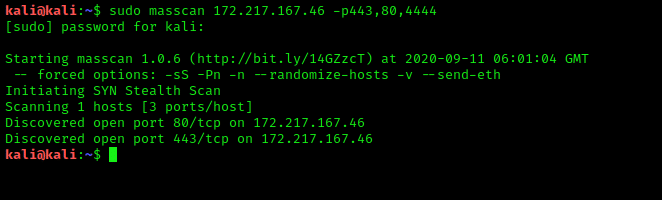 kali@kali:~$ sudo masscan 172.217.167.46 -p443,80,4444
[sudo] password for kali:

Starting masscan 1.0.6 (http://bit.ly/14GZzcT) at 2020-09-11 06:01:04 GMT
 -- forced options: -sS -Pn -n --randomize-hosts -v --send-eth
Initiating SYN Stealth Scan
Scanning 1 hosts [3 ports/host]
Discovered open port 80/tcp on 172.217.167.46
Discovered open port 443/tcp on 172.217.167.46
kali@kali:~$